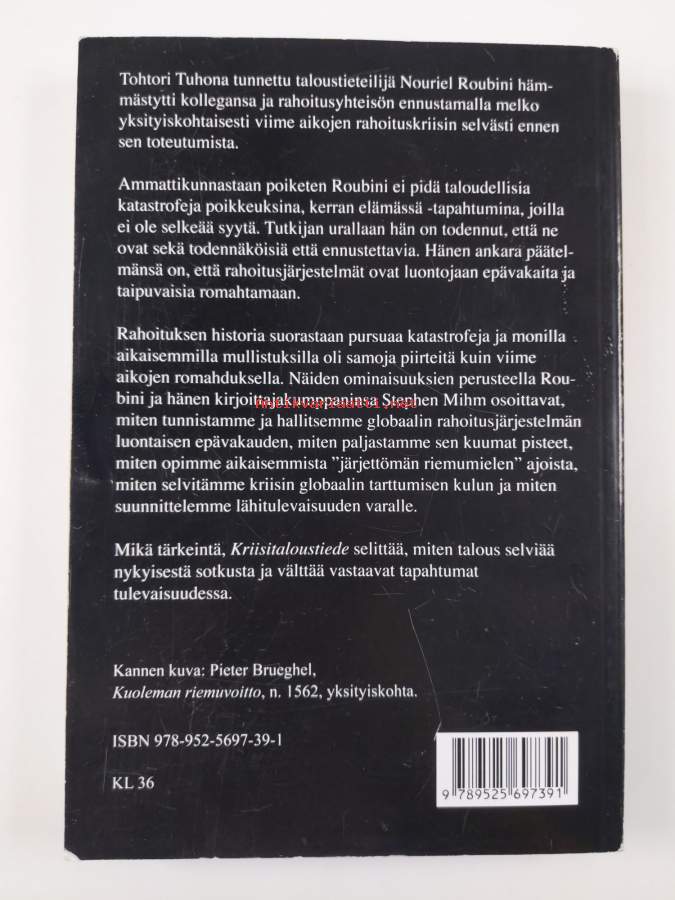 Tohtori Tuhona tunnettu taloustieteilijä Nouriel Roubini häm-
mästytti kollegansa ja rahoitusyhteisön ennustamalla melko
yksityiskohtaisesti viime aikojen rahoituskriisin selvästi ennen
sen toteutumista.
Ammattikunnastaan poiketen Roubini ei pidä taloudellisia
katastrofeja poikkeuksina, kerran elämässä -tapahtumina, joilla
ei ole selkeää syytä. Tutkijan urallaan hän on todennut, että ne
ovat sekä todennäköisiä että ennustettavia. Hänen ankara päätel-
mänsä on, että rahoitusjärjestelmät ovat luontojaan epävakaita ja
taipuvaisia romahtamaan.
Rahoituksen historia suorastaan pursuaa katastrofeja ja monilla
aikaisemmilla mullistuksilla oli samoja piirteitä kuin viime
aikojen romahduksella. Näiden ominaisuuksien perusteella Rou-
bini ja hänen kirjoittajakumppaninsa Stephen Mihm osoittavat,
Antikvariaatti.net
miten tunnistamme ja hallitsemme globaalin rahoitusjärjestelmän
luontaisen epävakauden, miten paljastamme sen kuumat pisteet,
miten opimme aikaisemmista ”järjettömän riemumielen” ajoista,
miten selvitämme kriisin globaalin tarttumisen kulun ja miten
suunnittelemme lähitulevaisuuden varalle.
Mikä tärkeintä, Kriisitaloustiede selittää, miten talous selviää
nykyisestä sotkusta ja välttää vastaavat tapahtumat
tulevaisuudessa.
Kannen kuva: Pieter Brueghel,
Kuoleman riemuvoitto, n. 1562, yksityiskohta.
ISBN 978-952-5697-39-1
KL 36
9 789525 697391